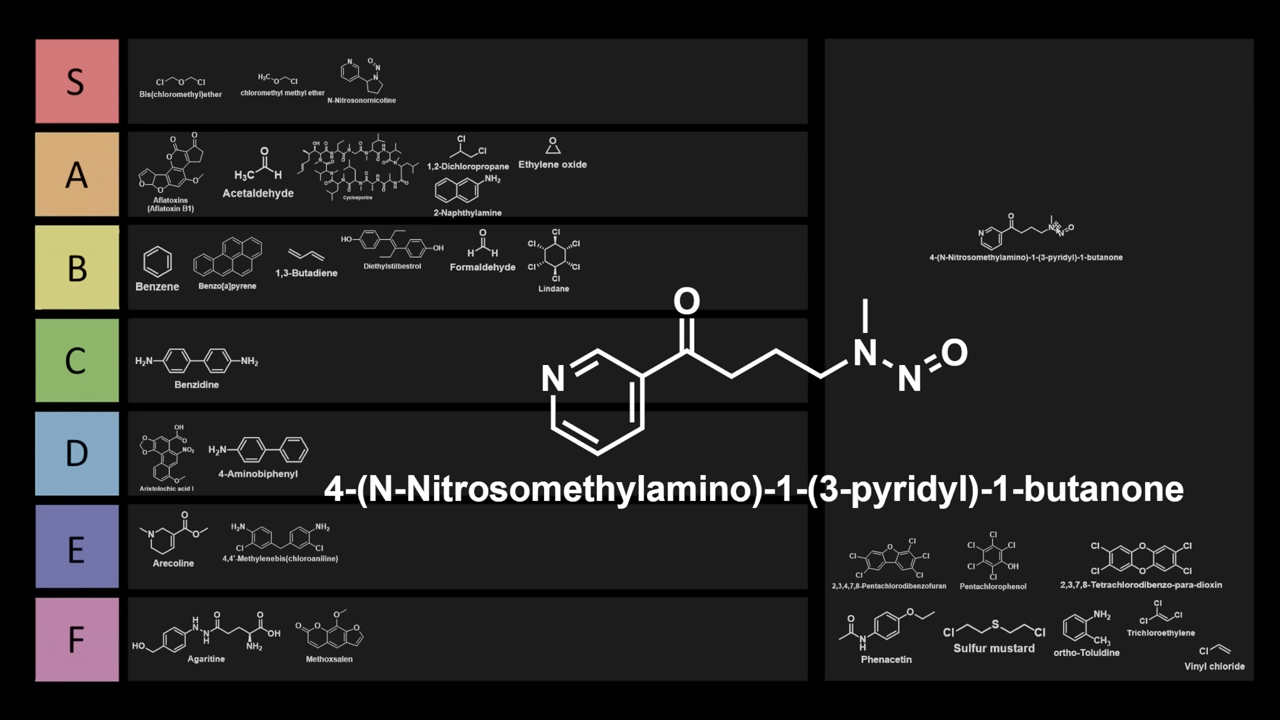 S
Bis(chloromethyl)ether
chloromethyl methyl ether
N-Nitrosonornicotine
A
Aflatoxins
(Aflatoxin B1)
Acetaldehyde
Cyclosporine
1,2-Dichloropropane
2-Naphthylamine
Ethylene oxide
B
Benzene
Benzo[a]pyrene
1,3-Butadiene
Diethylstilbestrol
Formaldehyde
Lindane
C
Benzidine
D
Aristolochic acid I
4-Aminobiphenyl
E
Arecoline
4,4'-Methylenebis(chloroaniline)
F
Agaritine
Methoxsalen
4-(N-Nitrosomethylamino)-1-(3-pyridyl)-1-butanone
4-(N-Nitrosomethylamino)-1-(3-pyridyl)-1-butanone
2,3,4,7,8-Pentachlorodibenzofuran
Pentachlorophenol
2,3,7,8-Tetrachlorodibenzo-para-dioxin
Phenacetin
Sulfur mustard
ortho-Toluidine
Trichloroethylene
Vinyl chloride